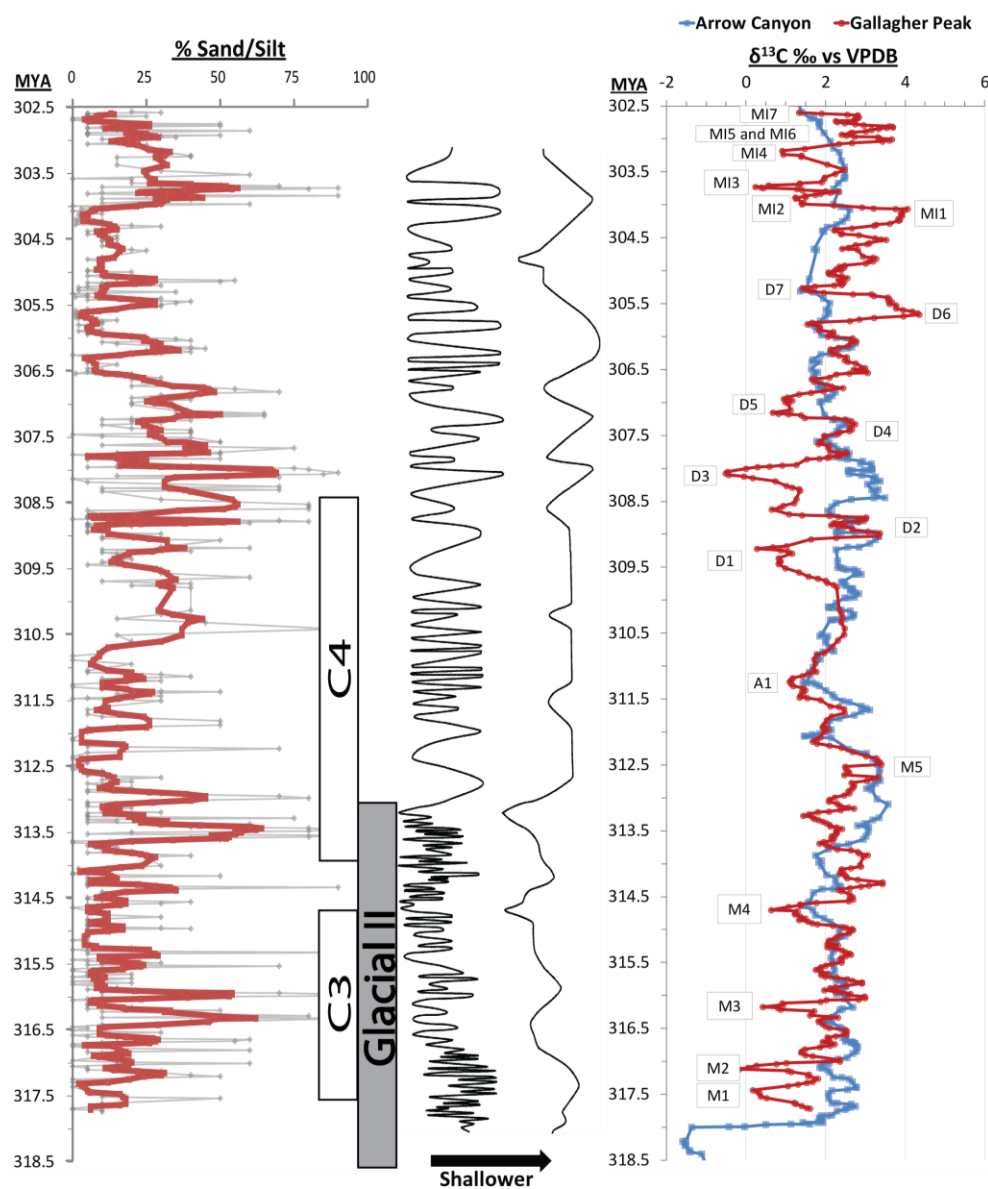 Arrow Canyon Gallagher Peak
% Sand/Silt
δ¹³C ‰ vs VPDB
MYA 0 25 50 75 100
MYA -2 0 2 4 6
302.5
303.5
304.5
305.5
306.5
307.5
308.5
309.5
310.5
311.5
312.5
313.5
314.5
315.5
316.5
317.5
318.5
C4
C3
Glacial II
Shallower
302.5
303.5
304.5
305.5
306.5
307.5
308.5
309.5
310.5
311.5
312.5
313.5
314.5
315.5
316.5
317.5
318.5
MI7
MI5 and MI6
MI4
MI3
MI2
MI1
D7
D6
D5
D4
D3
D2
D1
A1
M5
M4
M3
M2
M1